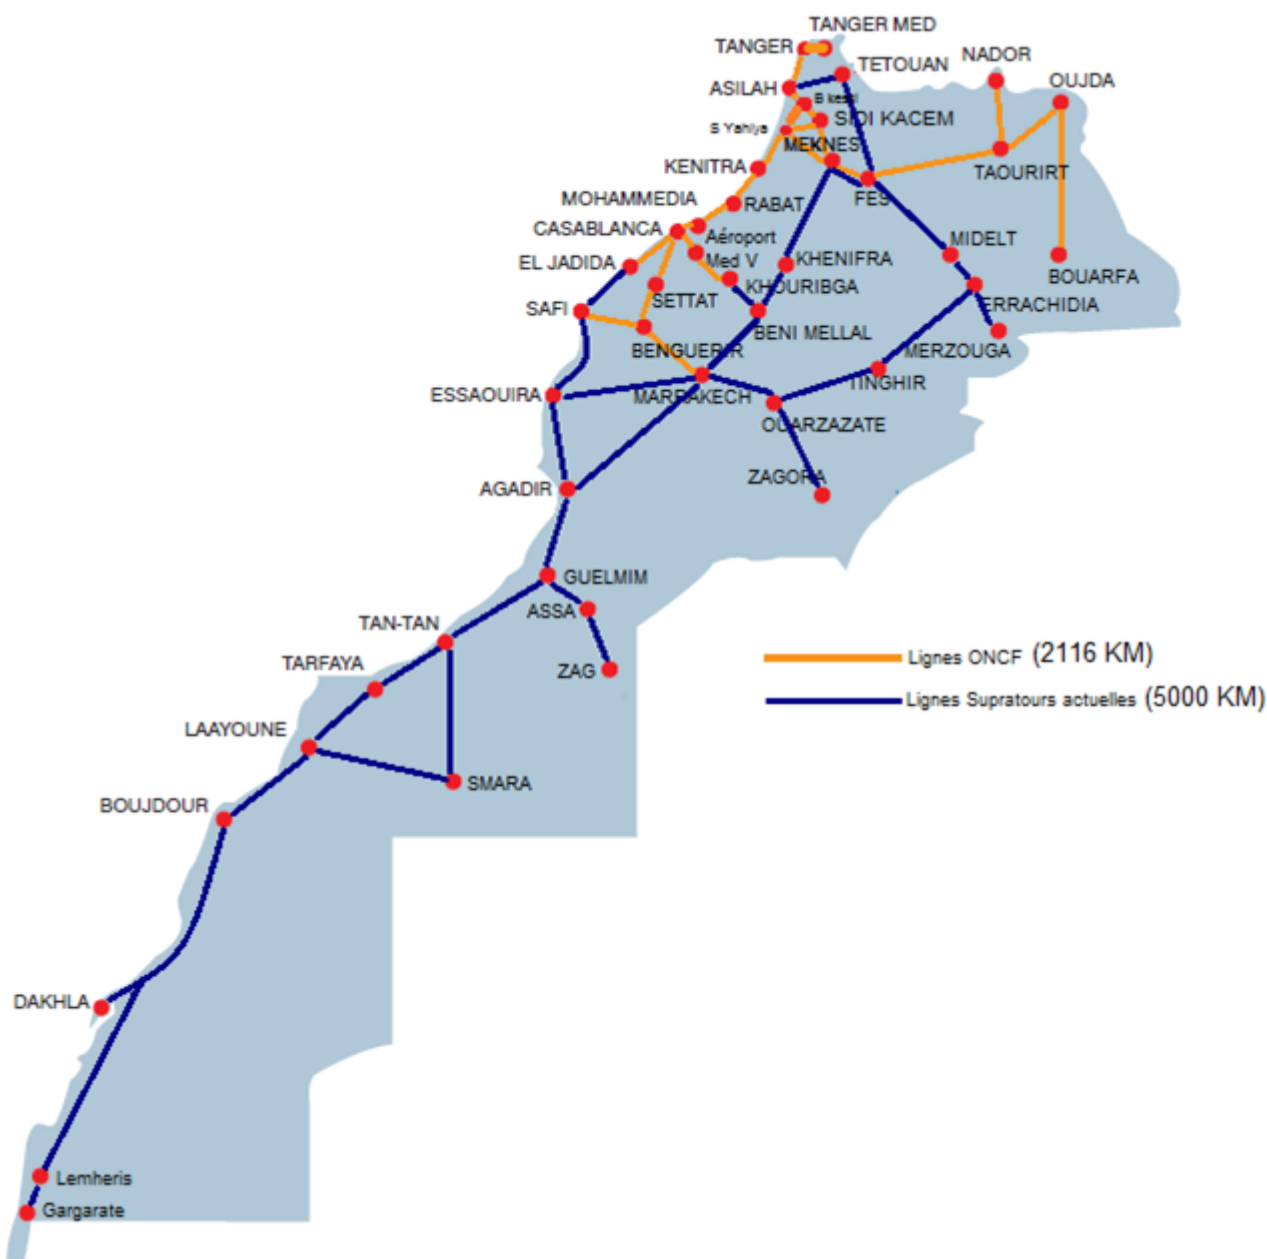 TANGER MED
TANGER
TETOUAN
NADOR
OUJDA
ASILAH
SIDI KACEM
S Yahiya
MEKNES
KENITRA
TAOURIRT
FES
MOHAMMEDIA
RABAT
CASABLANCA
Aéroport
Med V
MIDELT
EL JADIDA
KHENIFRA
BOUARFA
KHOURIBGA
SETTAT
ERRACHIDIA
SAFI
BENI MELLAL
BENGUERIR
MERZOUGA
TINGHIR
ESSAOUIRA
MARRAKECH
OUARZAZATE
ZAGORA
AGADIR
GUELMIM
ASSA
TAN-TAN
TARFAYA
ZAG
Lignes ONCF (2116 KM)
Lignes Supratours actuelles (5000 KM)
LAAYOUNE
SMARA
BOUJDOUR
DAKHLA
Lemheris
Gargarate